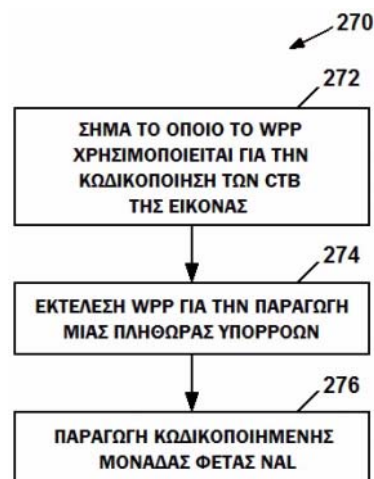 270
272
ΣΗΜΑ ΤΟ ΟΠΟΙΟ ΤΟ WPP
ΧΡΗΣΙΜΟΠΟΙΕΙΤΑΙ ΓΙΑ ΤΗΝ
ΚΩΔΙΚΟΠΟΙΗΣΗ ΤΩΝ CTB
ΤΗΣ ΕΙΚΟΝΑΣ
274
ΕΚΤΕΛΕΣΗ WPP ΓΙΑ ΤΗΝ ΠΑΡΑΓΩΓΗ
ΜΙΑΣ ΠΛΗΘΩΡΑΣ ΥΠΟΡΡΟΩΝ
276
ΠΑΡΑΓΩΓΗ ΚΩΔΙΚΟΠΟΙΗΜΕΝΗΣ
ΜΟΝΑΔΑΣ ΦΕΤΑΣ NAL